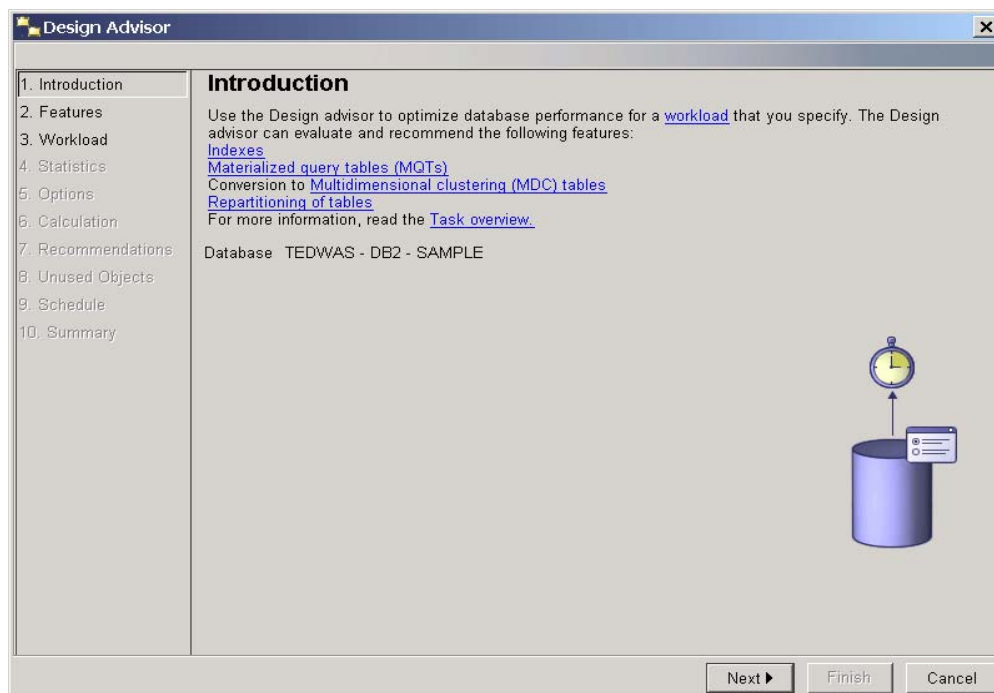 Design Advisor
1. Introduction
2. Features
3. Workload
4. Statistics
5. Options
6. Calculation
7. Recommendations
8. Unused Objects
9. Schedule
10. Summary
Introduction
Use the Design advisor to optimize database performance for a workload that you specify. The Design
advisor can evaluate and recommend the following features:
Indexes
Materialized query tables (MQTs)
Conversion to Multidimensional clustering (MDC) tables
Repartitioning of tables
For more information, read the Task overview.
Database TEDWAS - DB2 - SAMPLE
Next
Finish
Cancel